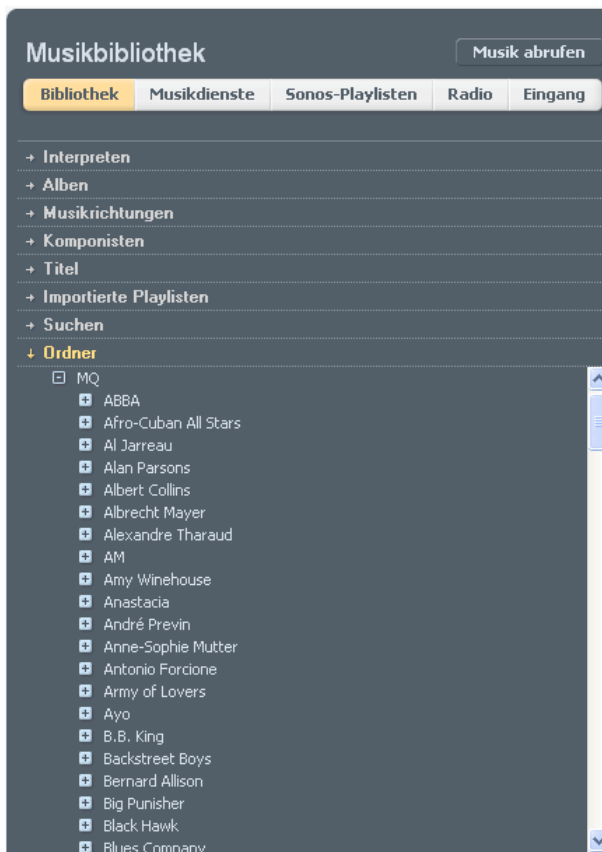 Musikbibliothek
Musik abrufen
Bibliothek Musikdienste Sonos-Playlisten Radio Eingang
Interpreten
Alben
Musikrichtungen
Komponisten
Titel
Importierte Playlisten
Suchen
Ordner
MQ
ABBA
Afro-Cuban All Stars
Al Jarreau
Alan Parsons
Albert Collins
Albrecht Mayer
Alexandre Tharaud
AM
Amy Winehouse
Anastacia
André Previn
Anne-Sophie Mutter
Antonio Forcione
Army of Lovers
Ayo
B.B. King
Backstreet Boys
Bernard Allison
Big Punisher
Black Hawk
Blues Company